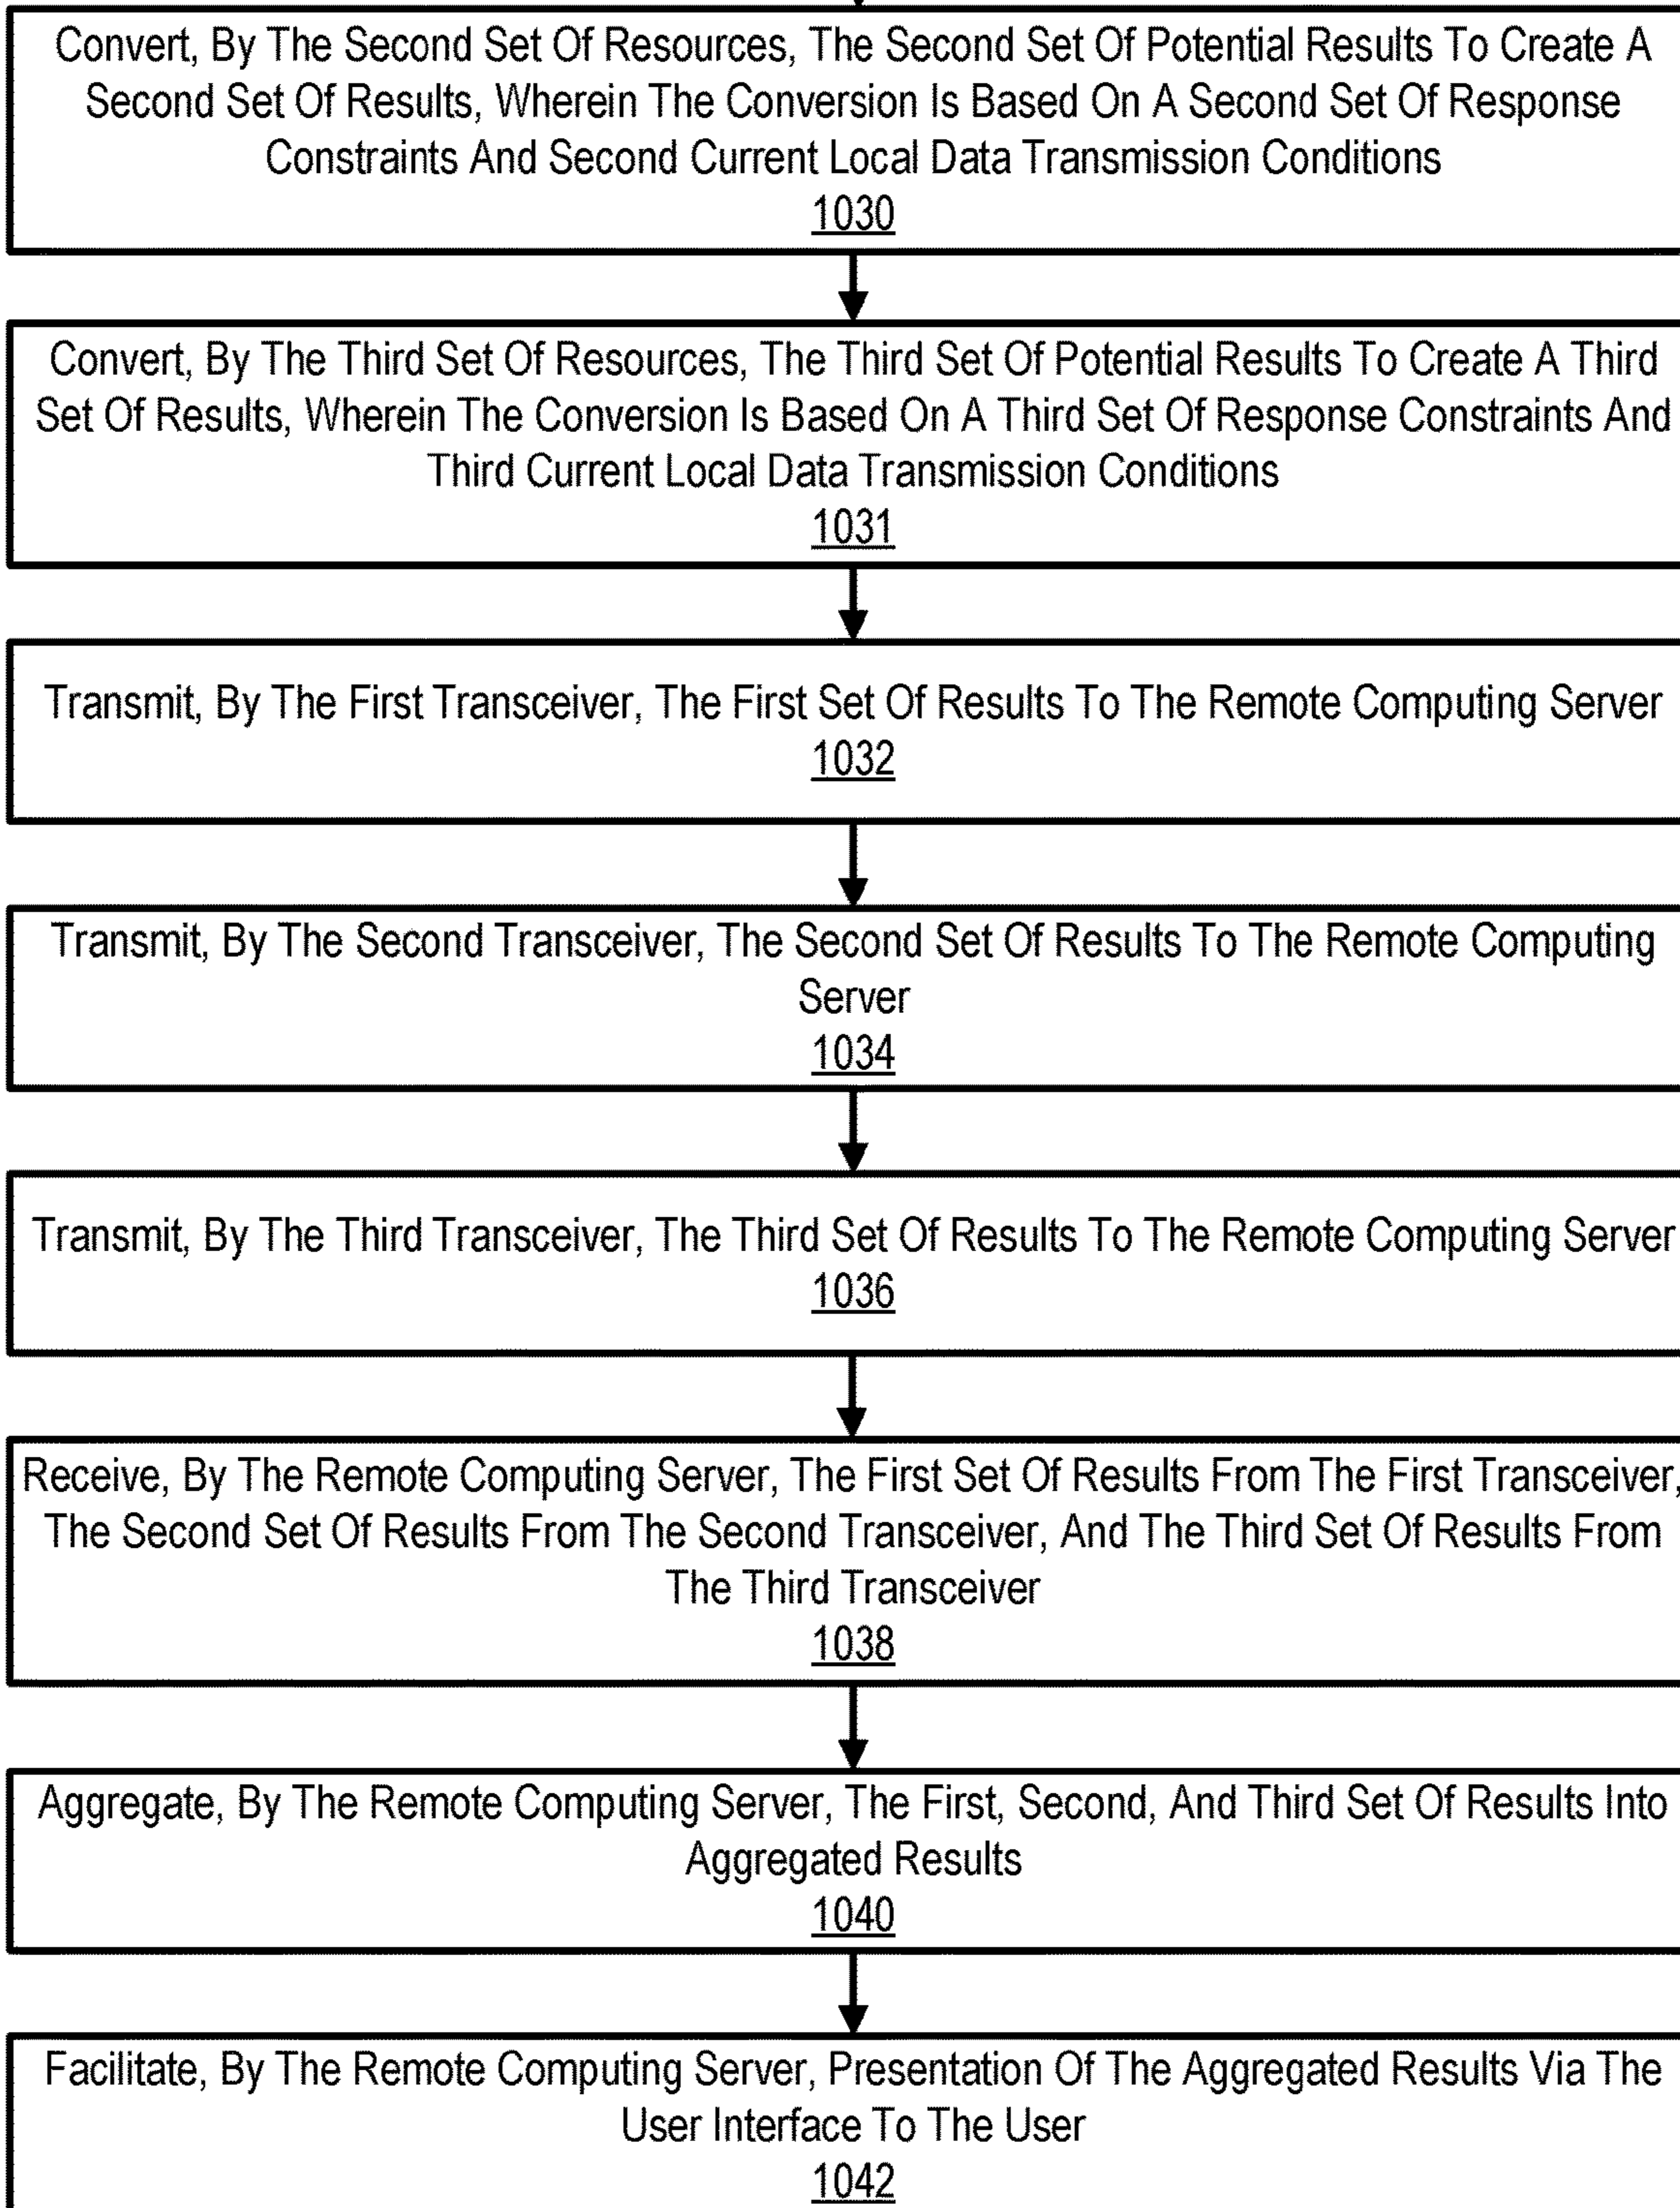 Convert, By The Second Set Of Resources, The Second Set Of Potential Results To Create A
Second Set Of Results, Wherein The Conversion Is Based On A Second Set Of Response
Constraints And Second Current Local Data Transmission Conditions
1030
Convert, By The Third Set Of Resources, The Third Set Of Potential Results To Create A Third
Set Of Results, Wherein The Conversion Is Based On A Third Set Of Response Constraints And
Third Current Local Data Transmission Conditions
1031
Transmit, By The First Transceiver, The First Set Of Results To The Remote Computing Server
1032
Transmit, By The Second Transceiver, The Second Set Of Results To The Remote Computing
Server
1034
Transmit, By The Third Transceiver, The Third Set Of Results To The Remote Computing Server
1036
Receive, By The Remote Computing Server, The First Set Of Results From The First Transceiver,
The Second Set Of Results From The Second Transceiver, And The Third Set Of Results From
The Third Transceiver
1038
Aggregate, By The Remote Computing Server, The First, Second, And Third Set Of Results Into
Aggregated Results
1040
Facilitate, By The Remote Computing Server, Presentation Of The Aggregated Results Via The
User Interface To The User
1042